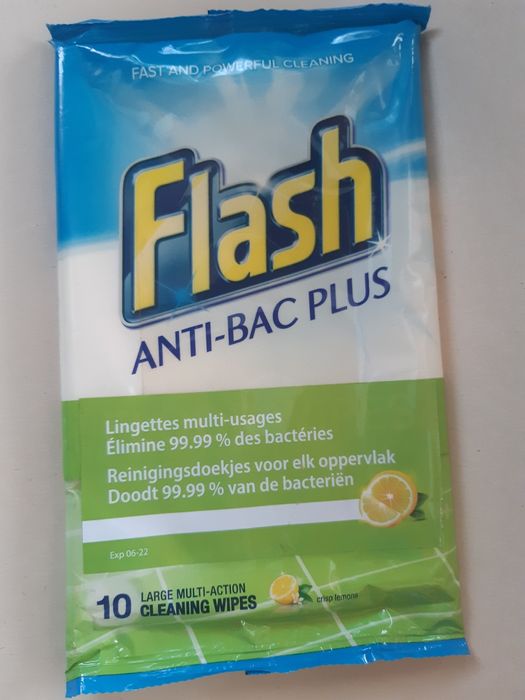 FAST AND POWERFUL CLEANING
Flash
ANTI-BAC PLUS
Lingettes multi-usages
Élimine 99.99 % des bactéries
Reinigingsdoekjes voor elk oppervlak
Doodt 99.99 % van de bacteriën
Exp 06-22
10 LARGE MULTI-ACTION
CLEANING WIPES
crisp lemons